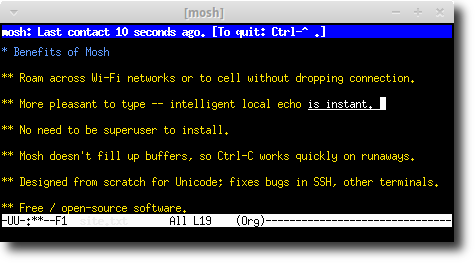 [mosh]
mosh: Last contact 10 seconds ago. [To quit: Ctrl-^ .]
* Benefits of Mosh
** Roam across Wi-Fi networks or to cell without dropping connection.
** More pleasant to type -- intelligent local echo is instant.
** No need to be superuser to install.
** Mosh doesn't fill up buffers, so Ctrl-C works quickly on runaways.
** Designed from scratch for Unicode; fixes bugs in SSH, other terminals.
** Free / open-source software.
-UU-:**--F1 All L19 (Org)------------------------------